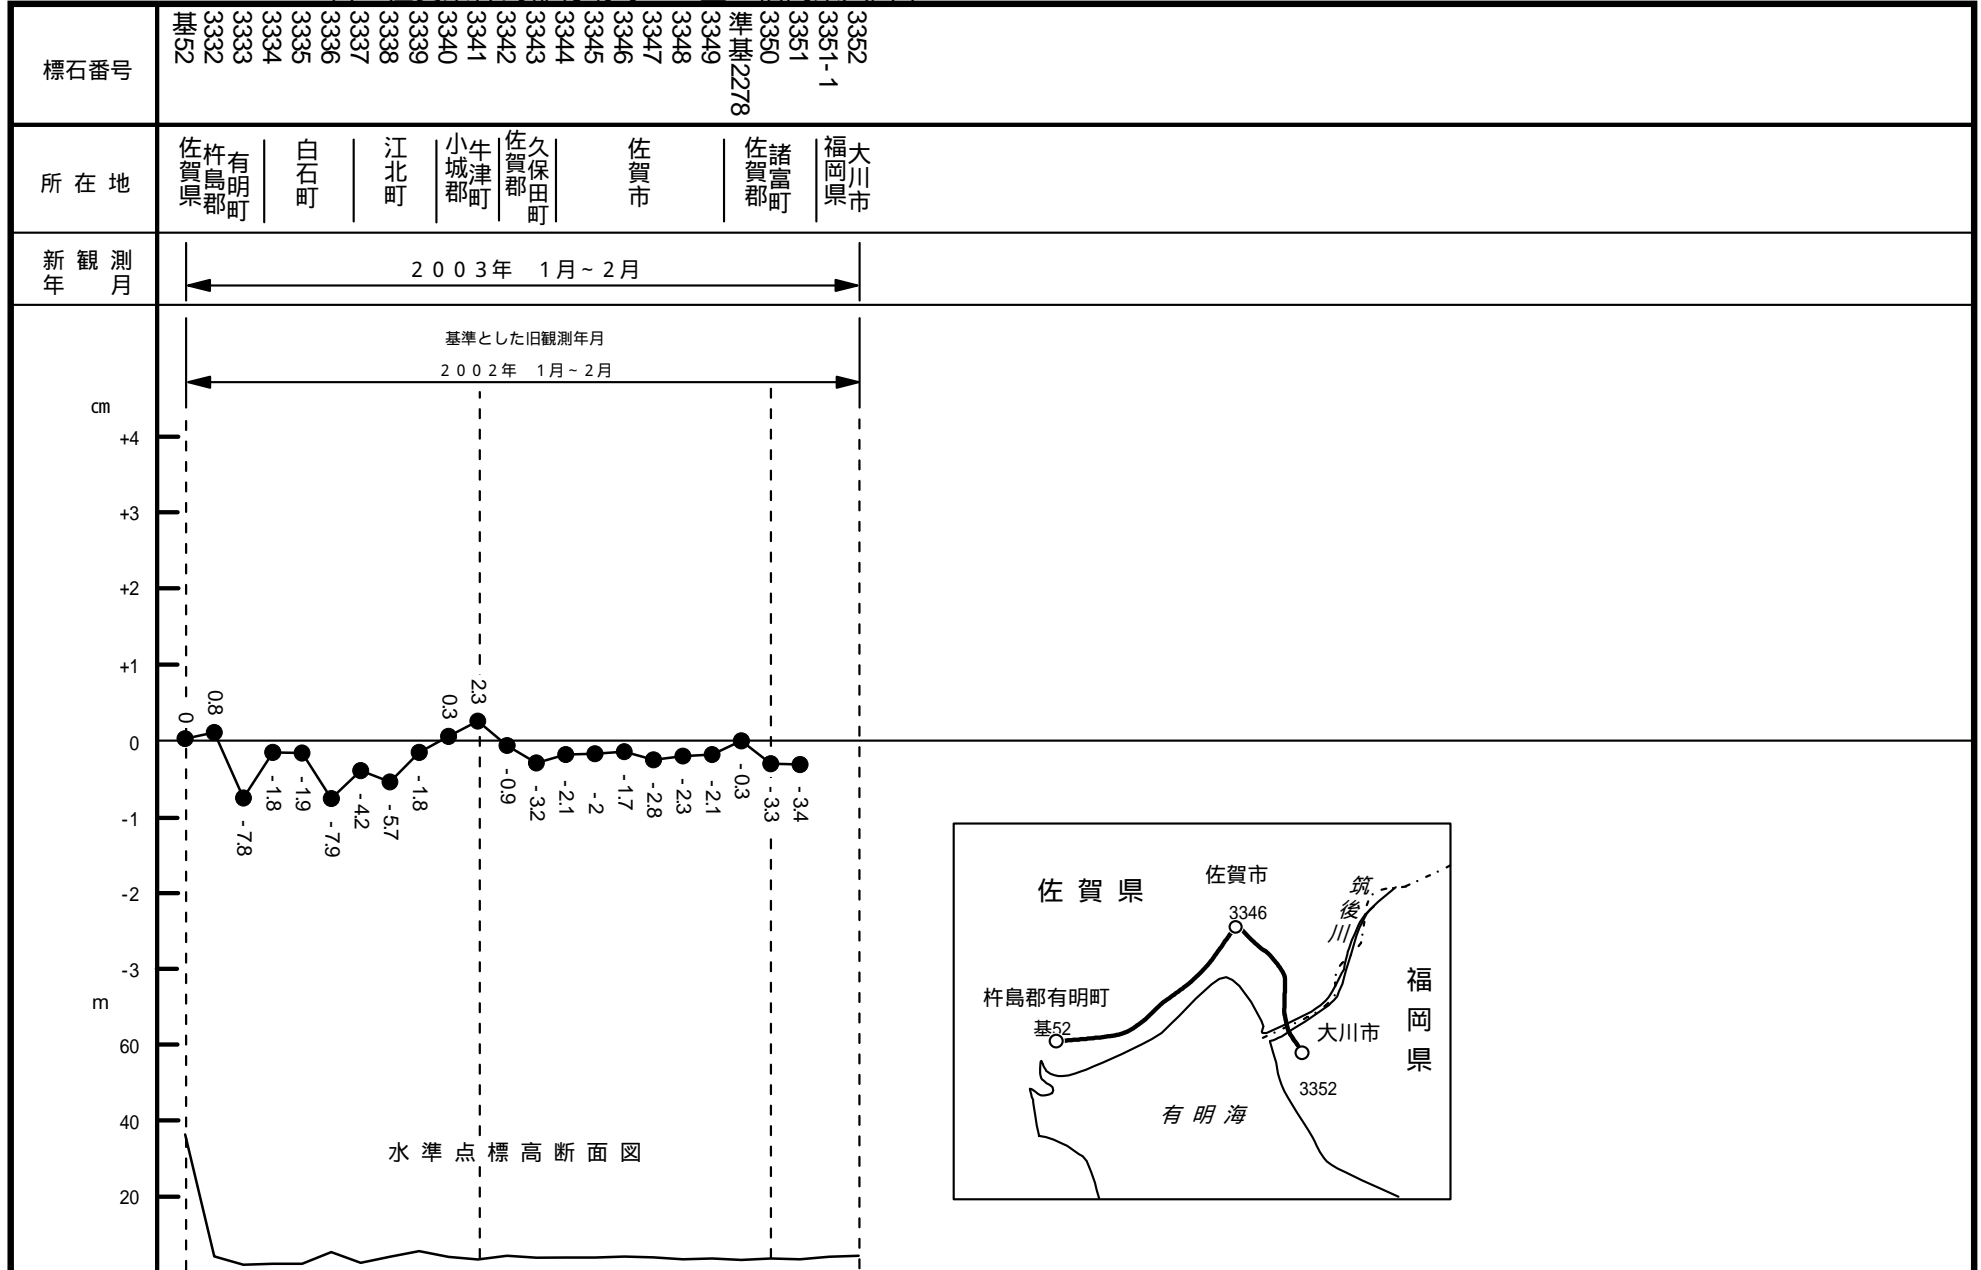 標石番号
基52
3332
3333
3334
3335
3336
3337
3338
3339
3340
3341
3342
3343
3344
3345
3346
3347
3348
3349
準基2278
3350
3351
3351-1
3352
所 在 地
佐賀県
杵島郡
有明町
白石町
江北町
小城郡
牛津町
佐賀郡
久保田町
佐賀市
佐賀郡
諸富町
福岡県
大川市
新 観 測
年 月
2003年 1月~2月
基準とした旧観測年月
2002年 1月~2月
㎝
+4
+3
+2
+1
0
-1
-2
-3
0
0.8
-7.8
-1.8
-1.9
-7.9
-4.2
-5.7
-1.8
0.3
2.3
-0.9
-3.2
-2.1
-2
-1.7
-2.8
-2.3
-2.1
-0.3
-3.3
-3.4
m
60
40
20
水準点標高断面図
佐賀県
佐賀市
3346
筑後川
杵島郡有明町
基52
福岡県
大川市
3352
有明海